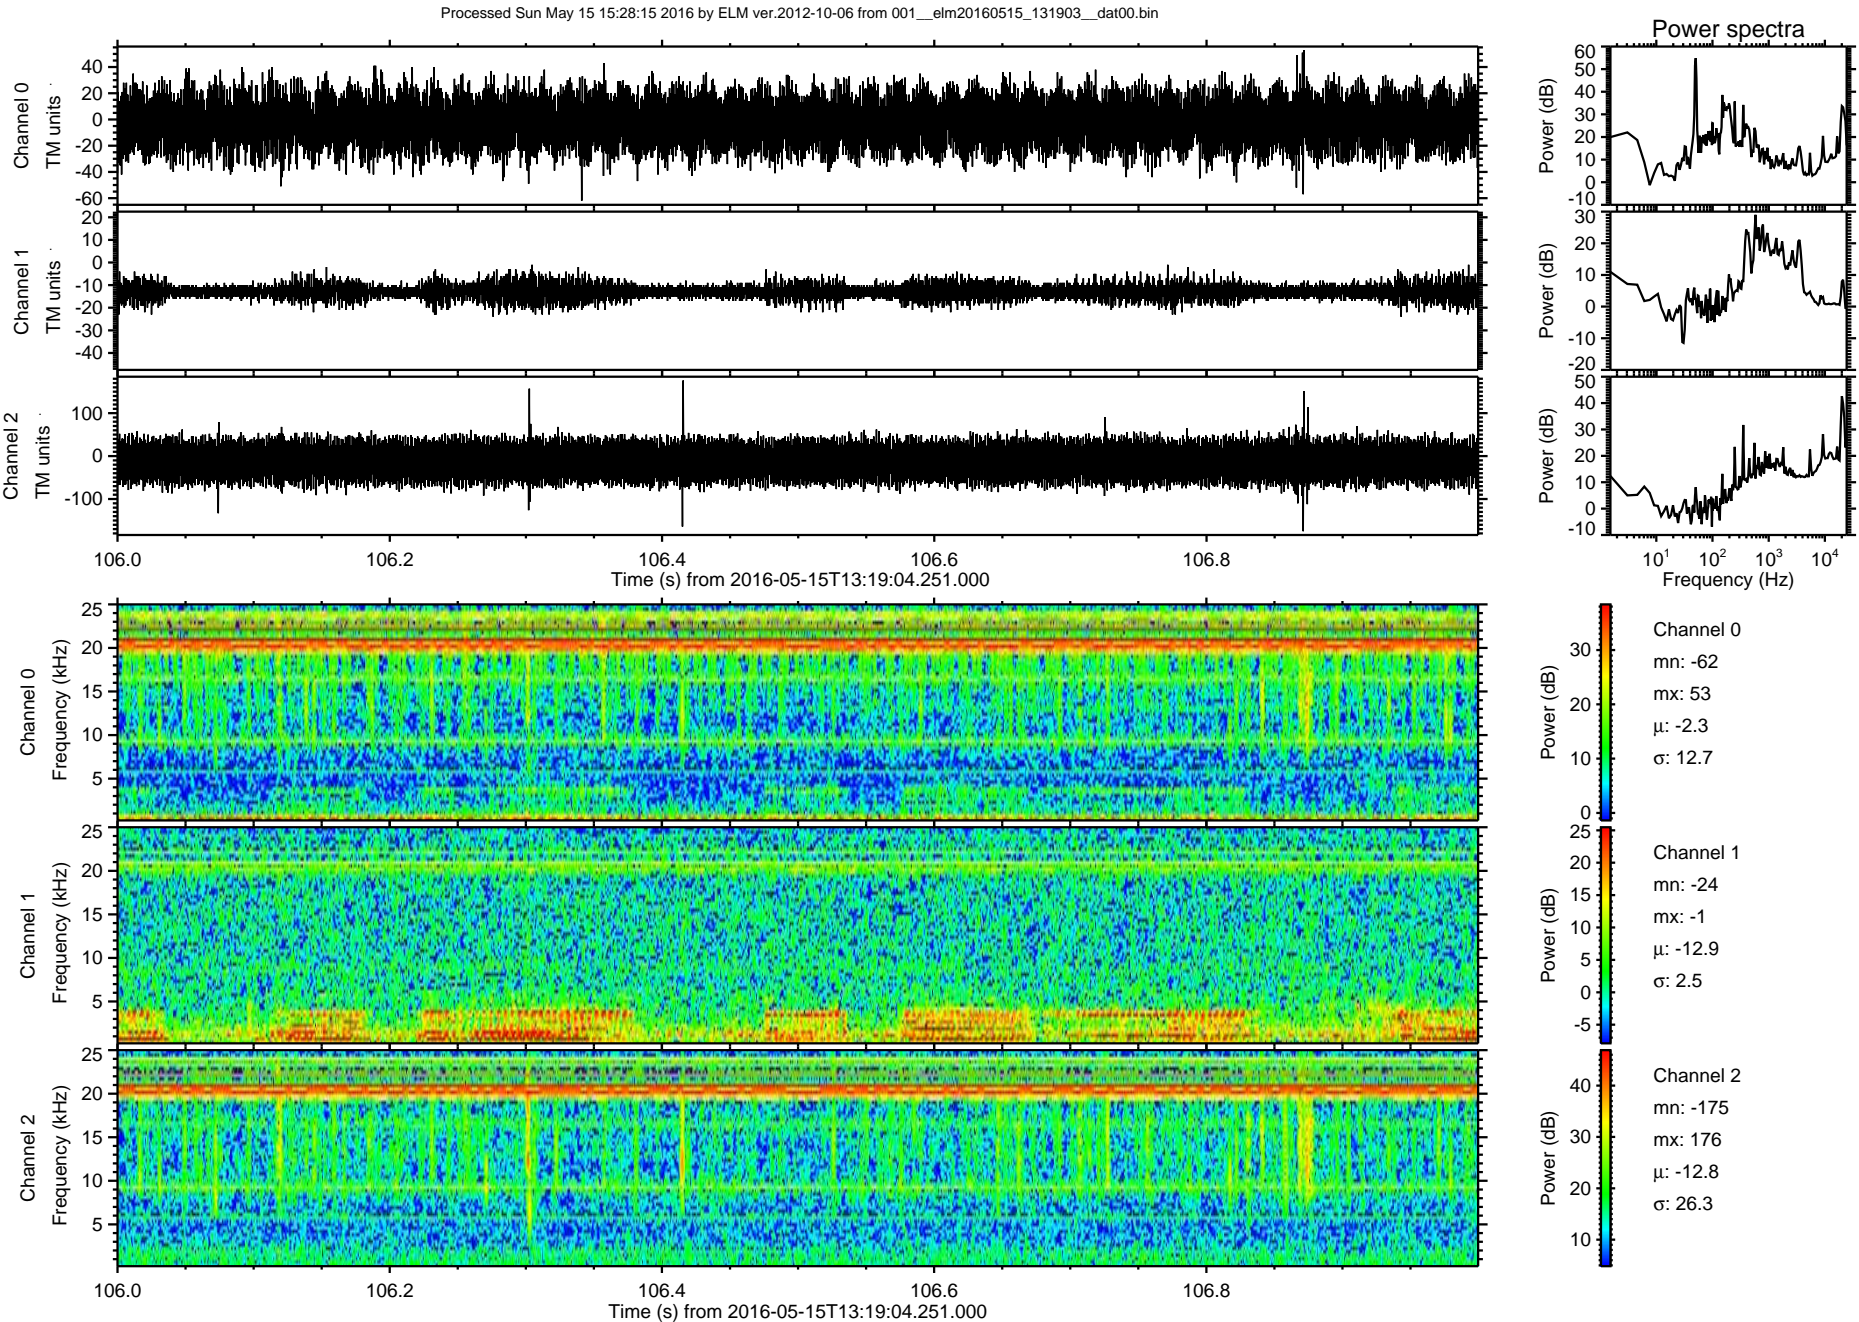 Processed Sun May 15 15:28:15 2016 by ELM ver.2012-10-06 from 001__elm20160515_131903__dat00.bin
Power spectra
Channel 0
TM units
40
20
0
-20
-40
-60
Power (dB)
60
50
40
30
20
10
0
-10
Channel 1
TM units
20
10
0
-10
-20
-30
-40
Power (dB)
30
20
10
0
-10
-20
Channel 2
TM units
100
0
-100
Power (dB)
50
40
30
20
10
0
-10
106.0 106.2 106.4 106.6 106.8
Time (s) from 2016-05-15T13:19:04.251.000
10¹ 10² 10³ 10⁴
Frequency (Hz)
Channel 0
Frequency (kHz)
25
20
15
10
5
Power (dB)
30
20
10
0
Channel 0
mn: -62
mx: 53
μ: -2.3
σ: 12.7
Channel 1
Frequency (kHz)
25
20
15
10
5
Power (dB)
25
20
15
10
5
0
-5
Channel 1
mn: -24
mx: -1
μ: -12.9
σ: 2.5
Channel 2
Frequency (kHz)
25
20
15
10
5
Power (dB)
40
30
20
10
Channel 2
mn: -175
mx: 176
μ: -12.8
σ: 26.3
106.0 106.2 106.4 106.6 106.8
Time (s) from 2016-05-15T13:19:04.251.000